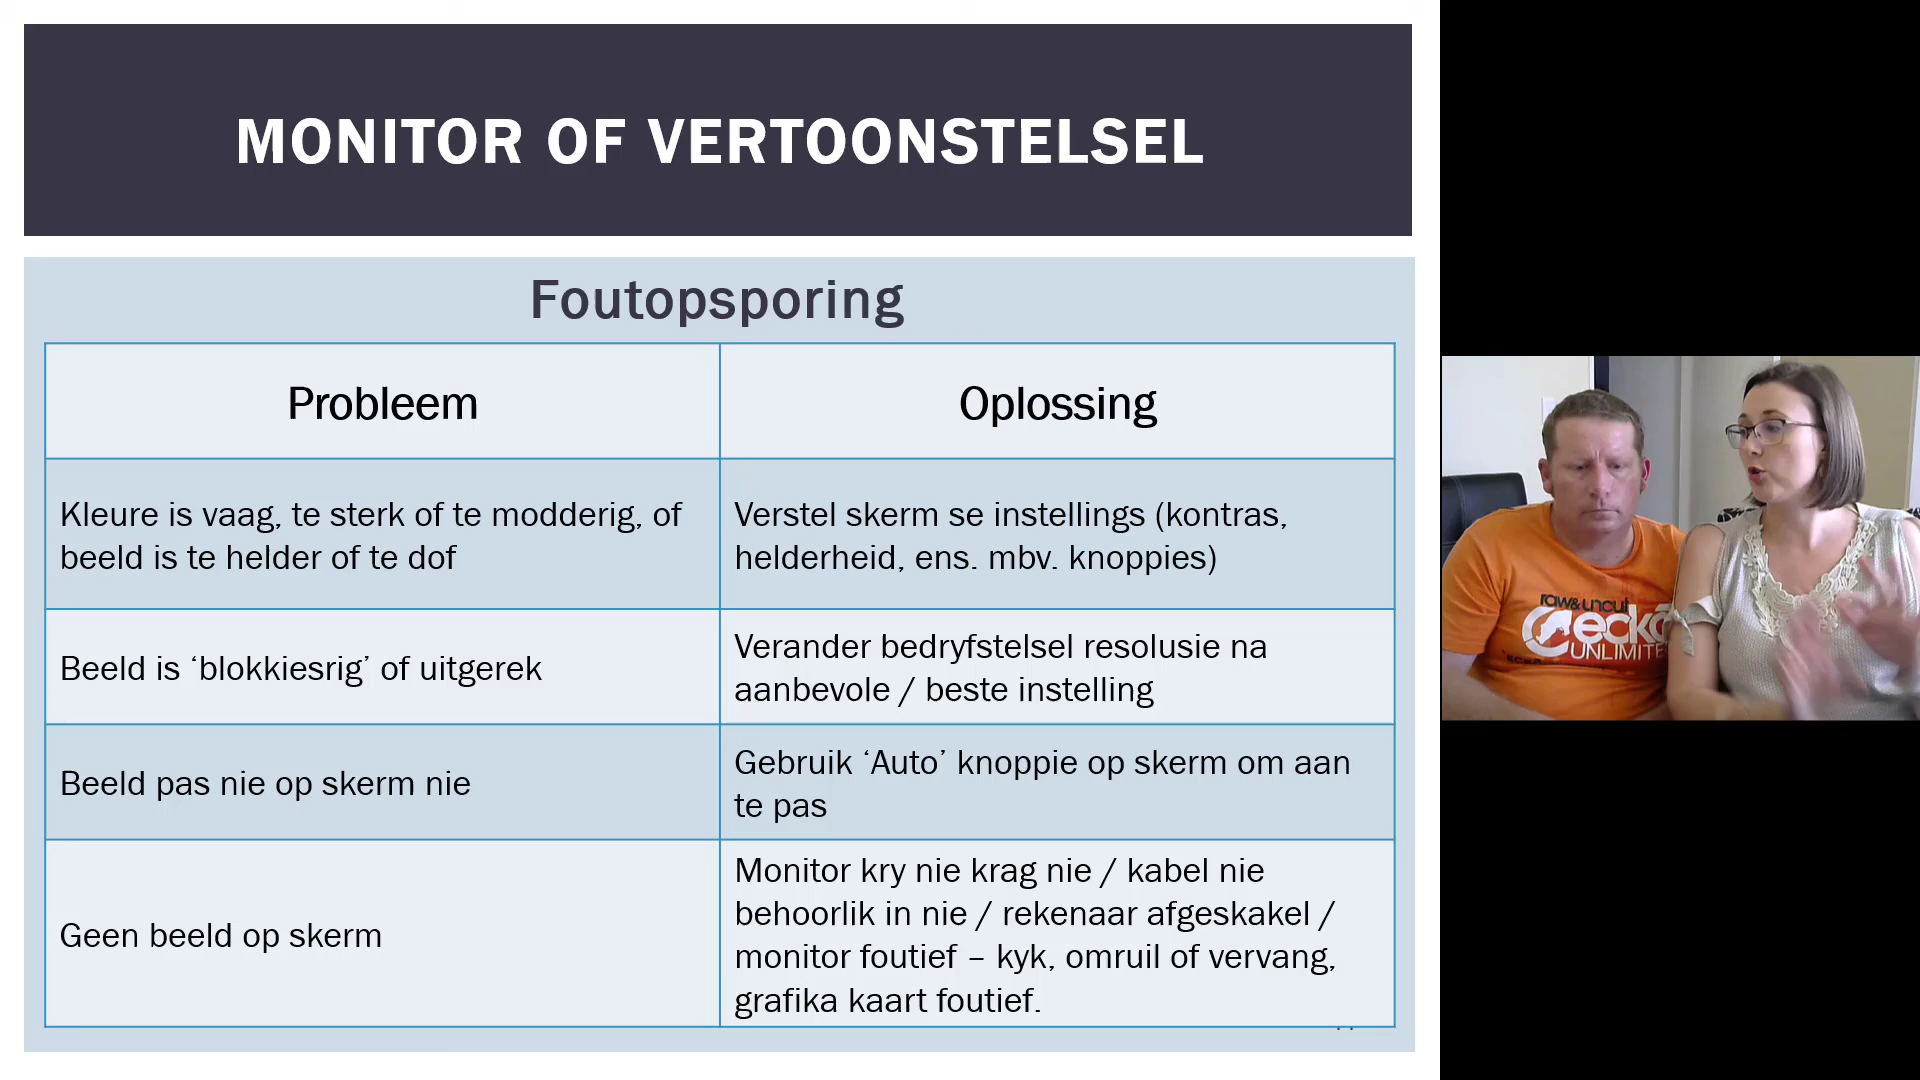 MONITOR OF VERTOONSTELSEL
Foutopsporing
Probleem
Oplossing
Kleure is vaag, te sterk of te modderig, of
beeld is te helder of te dof
Verstel skerm se instellings (kontras,
helderheid, ens. mbv. knoppies)
Beeld is ‘blokkiesrig’ of uitgerek
Verander bedryfstelsel resolusie na
aanbevole / beste instelling
Beeld pas nie op skerm nie
Gebruik ‘Auto’ knoppie op skerm om aan
te pas
Geen beeld op skerm
Monitor kry nie krag nie / kabel nie
behoorlik in nie / rekenaar afgeskakel /
monitor foutief – kyk, omruil of vervang,
grafika kaart foutief.
raw&uncut
ecko
UNLIMITE